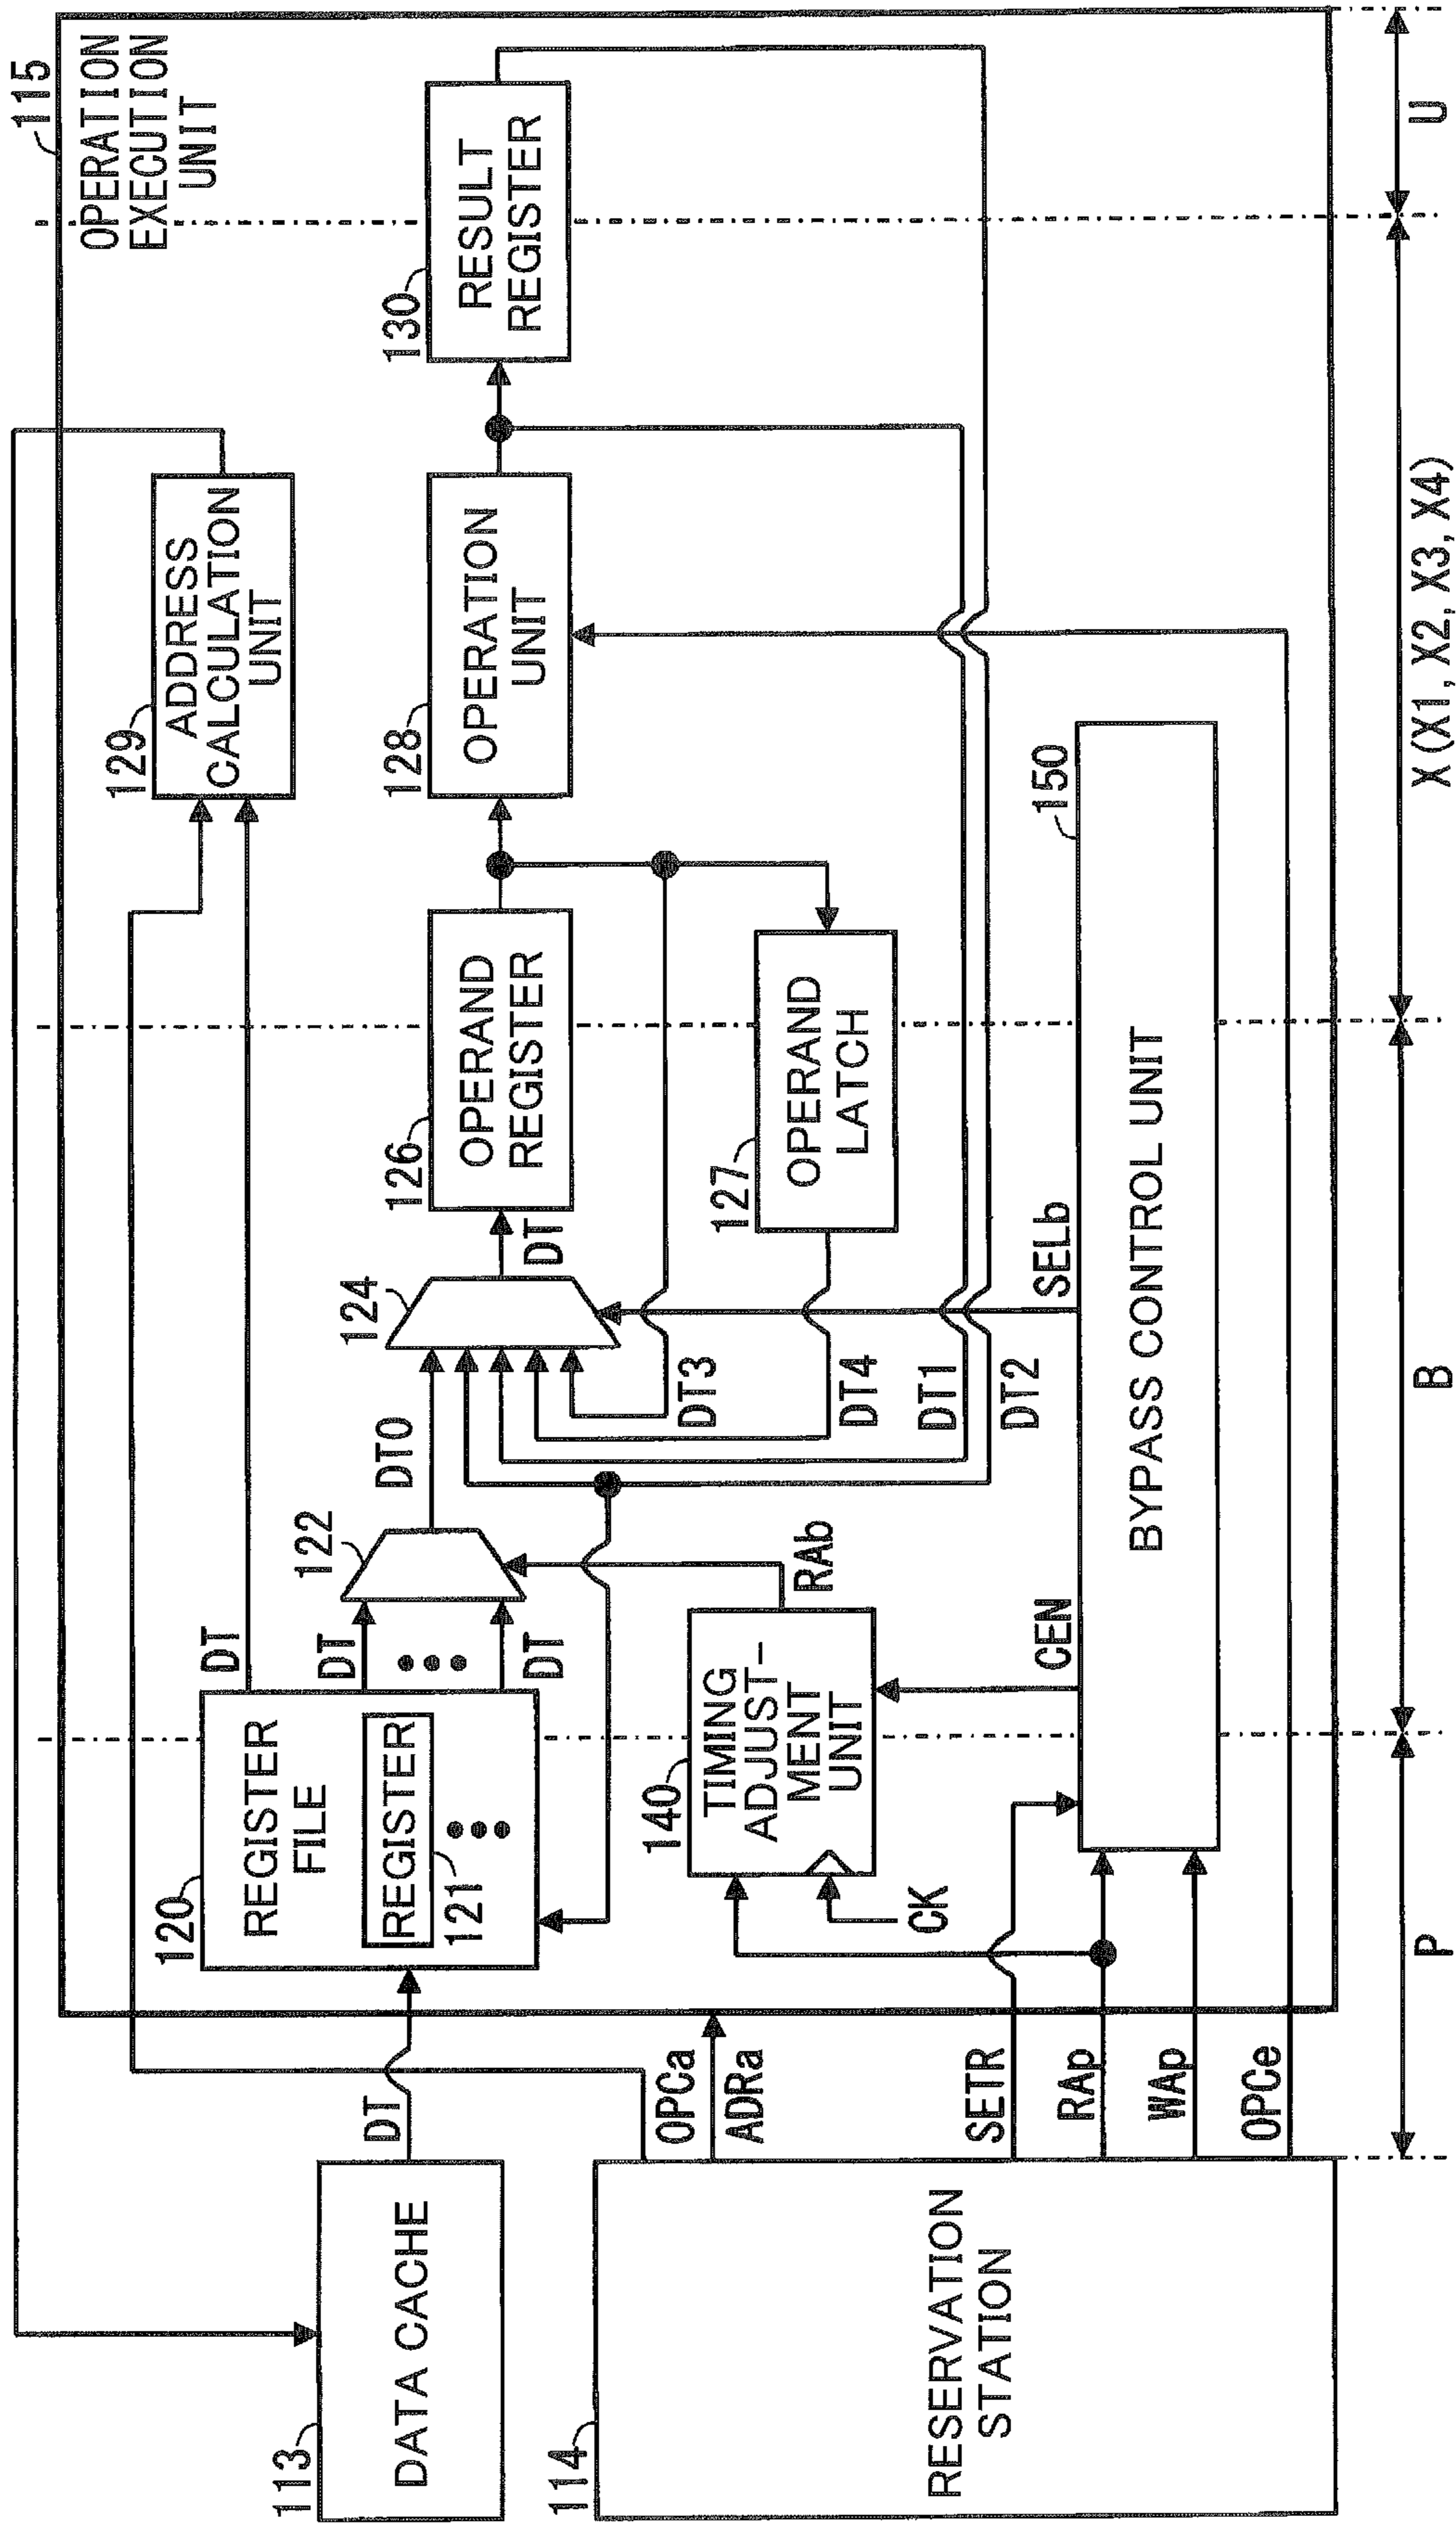 115
OPERATION
EXECUTION
UNIT
113
DATA CACHE
DT
114
RESERVATION
STATION
OPCa
ADRa
SETR
RAp
WAp
OPCe
120
REGISTER
FILE
REGISTER
121
DT
DT
DT
122
DT0
140
TIMING
ADJUST-
MENT
UNIT
CK
RAb
CEN
124
DT
DT3
DT4
DT1
DT2
SELb
126
OPERAND
REGISTER
127
OPERAND
LATCH
128
OPERATION
UNIT
129
ADDRESS
CALCULATION
UNIT
130
RESULT
REGISTER
150
BYPASS CONTROL UNIT
P
B
X (X1, X2, X3, X4)
U